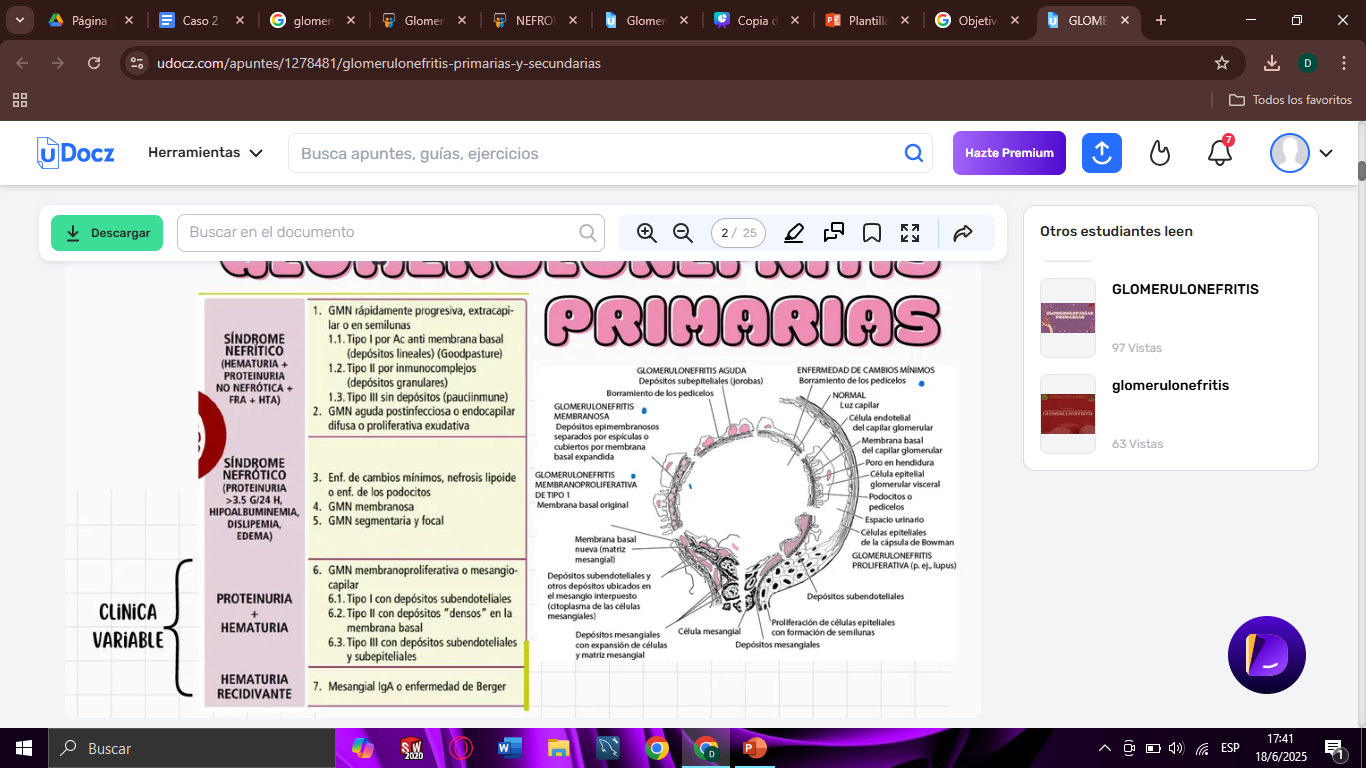 Página
Caso 2
glomer
Glomer
NEFRO
Glomer
Copia d
Plantilla
Objetiv
GLOME
udocz.com/apuntes/1278481/glomerulonefritis-primarias-y-secundarias
D
Todos los favoritos
uDocz
Herramientas
Busca apuntes, guías, ejercicios
Hazte Premium
7
Descargar
Buscar en el documento
2 / 25
Otros estudiantes leen
GLOMERULONEFRITIS
97 Vistas
glomerulonefritis
63 Vistas
GLOMERULONEFRITIS
PRIMARIAS
SÍNDROME
NEFRÍTICO
(HEMATURIA +
PROTEINURIA
NO NEFRÓTICA +
FRA + HTA)
1. GMN rápidamente progresiva, extracapi-
lar o en semilunas
1.1. Tipo I por Ac anti membrana basal
(depósitos lineales) (Goodpasture)
1.2. Tipo II por inmunocomplejos
(depósitos granulares)
1.3. Tipo III sin depósitos (pauciinmune)
2. GMN aguda postinfecciosa o endocapilar
difusa o proliferativa exudativa
SÍNDROME
NEFRÓTICO
(PROTEINURIA
>3.5 G/24 H,
HIPOALBUMINEMIA,
DISLIPEMIA,
EDEMA)
3. Enf. de cambios mínimos, nefrosis lipoide
o enf. de los podocitos
4. GMN membranosa
5. GMN segmentaria y focal
CLÍNICA
VARIABLE
PROTEINURIA
+
HEMATURIA
6. GMN membranoproliferativa o mesangio-
capilar
6.1. Tipo I con depósitos subendoteliales
6.2. Tipo II con depósitos "densos" en la
membrana basal
6.3. Tipo III con depósitos subendoteliales
y subepiteliales
HEMATURIA
RECIDIVANTE
7. Mesangial IgA o enfermedad de Berger
GLOMERULONEFRITIS AGUDA
Depósitos subepiteliales (jorobas)
Borramiento de los pedicelos
ENFERMEDAD DE CAMBIOS MÍNIMOS
Borramiento de los pedicelos
GLOMERULONEFRITIS
MEMBRANOSA
Depósitos epimembranosos
separados por espículas o
cubiertos por membrana
basal expandida
GLOMERULONEFRITIS
MEMBRANOPROLIFERATIVA
DE TIPO 1
Membrana basal original
Membrana basal
nueva (matriz
mesangial)
Depósitos subendoteliales y
otros depósitos ubicados en
el mesangio interpuesto
(citoplasma de las células
mesangiales)
Depósitos mesangiales
con expansión de células
y matriz mesangial
Célula mesangial
NORMAL
Luz capilar
Célula endotelial
del capilar glomerular
Membrana basal
del capilar glomerular
Poro en hendidura
Célula epitelial
glomerular visceral
Podocitos o
pedicelos
Espacio urinario
Células epiteliales
de la cápsula de Bowman
GLOMERULONEFRITIS
PROLIFERATIVA (p. ej., lupus)
Depósitos subendoteliales
Proliferación de células epiteliales
con formación de semilunas
Depósitos mesangiales
Buscar
SW
2020
ESP
17:41
18/6/2025
1